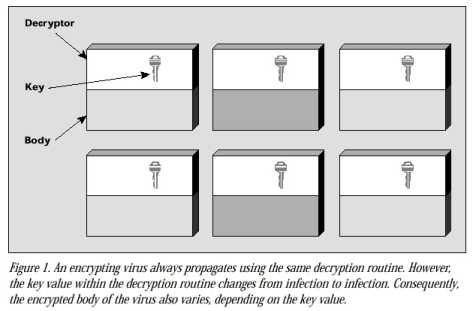 Decryptor
Key
Body
Figure 1. An encrypting virus always propagates using the same decryption routine. However,
the key value within the decryption routine changes from infection to infection. Consequently,
the encrypted body of the virus also varies, depending on the key value.